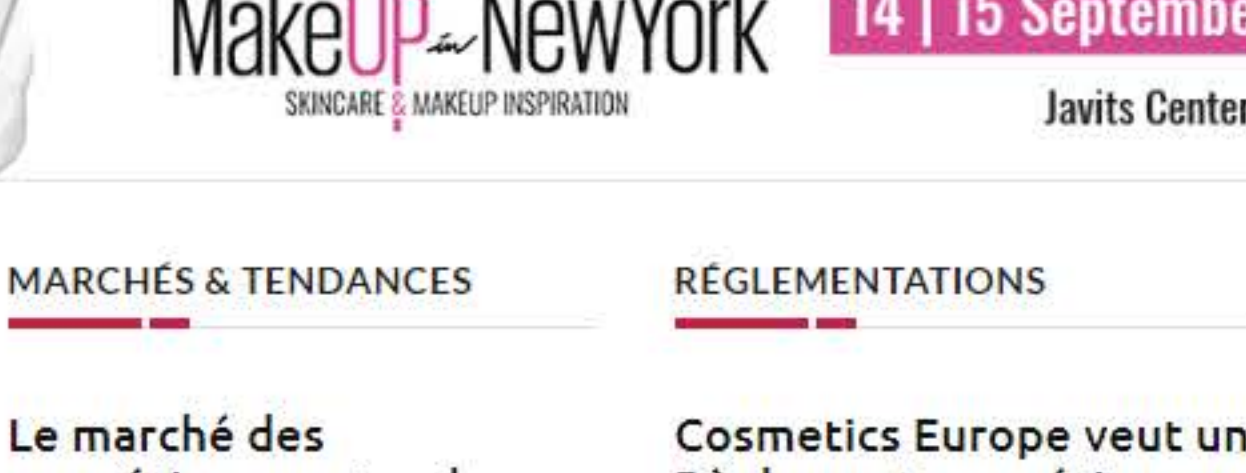 MakeUP in NewYork
14 | 15 Septembe
SKINCARE & MAKEUP INSPIRATION
Javits Center
MARCHÉS & TENDANCES
RÉGLEMENTATIONS
Le marché des
Cosmetics Europe veut un